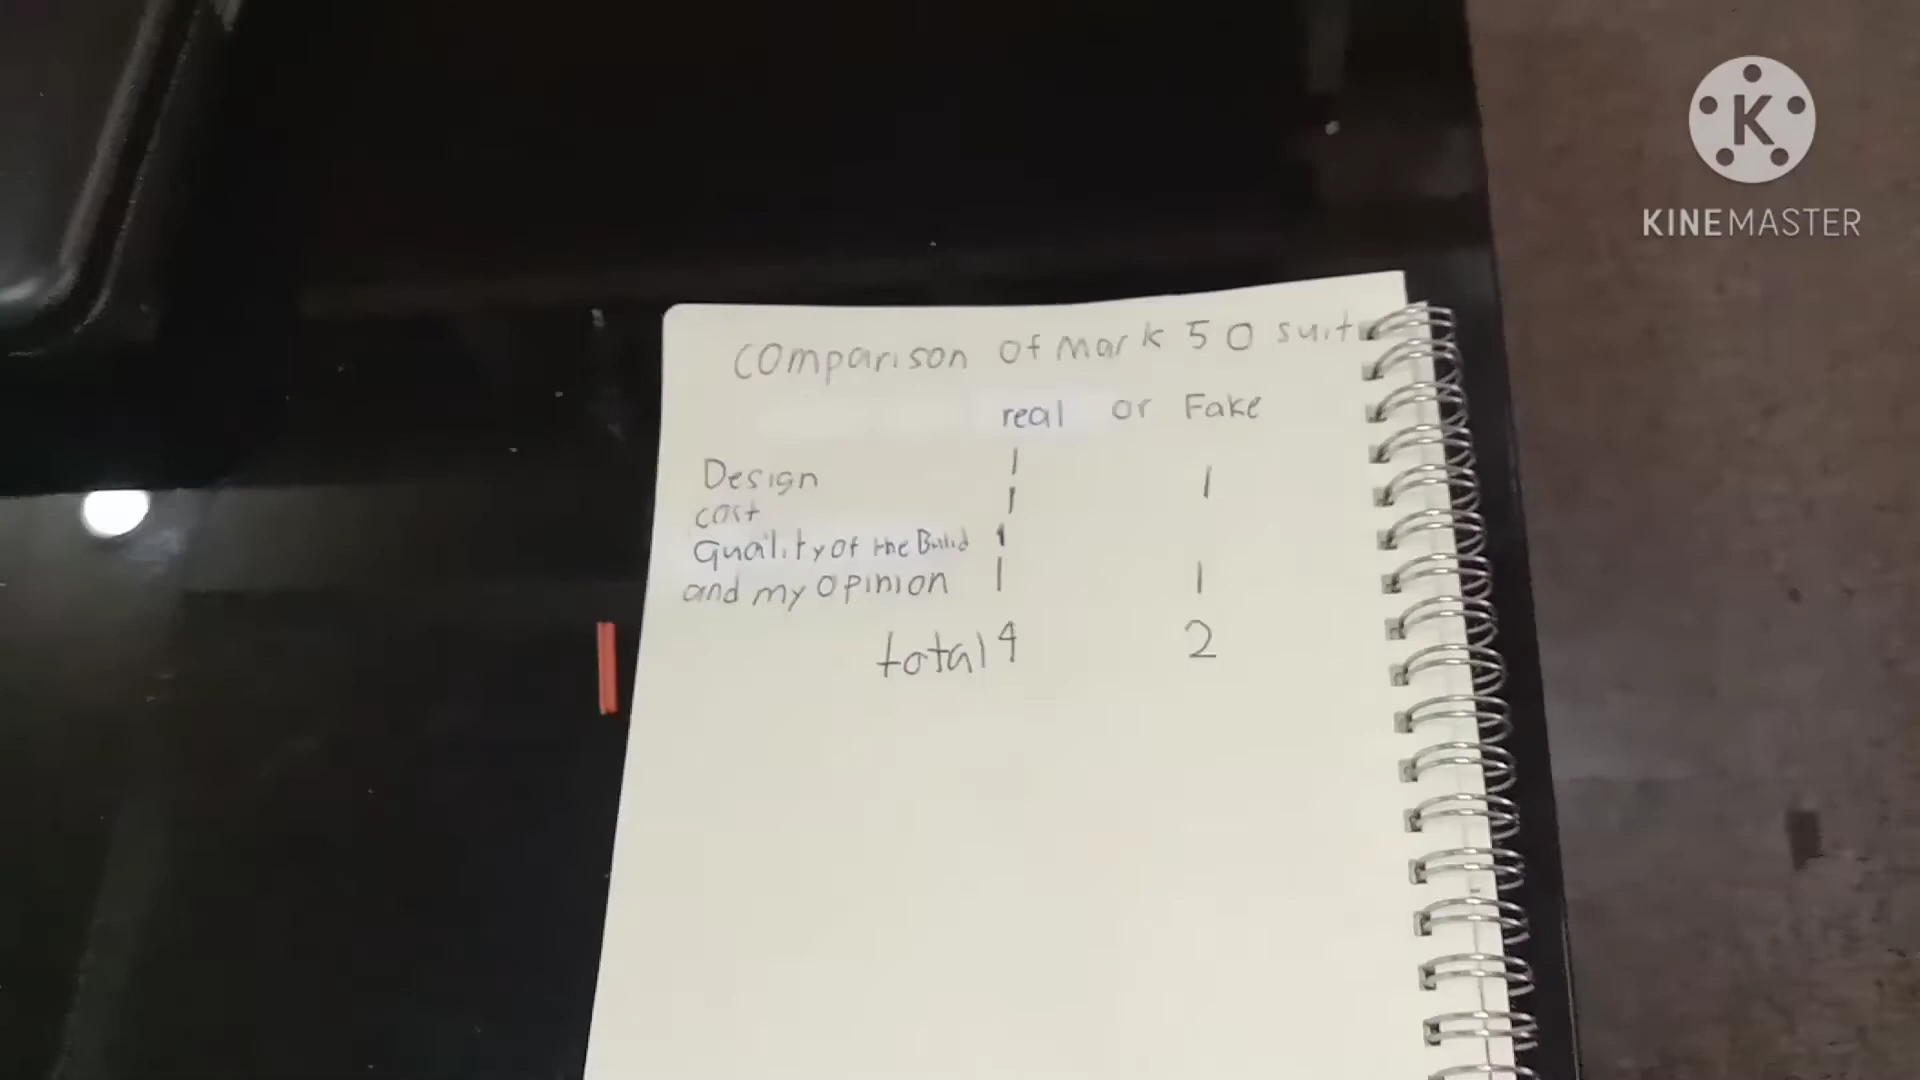 K
KINEMASTER
comparison of Mark 50 suit
real or Fake
Design 1 1
cost 1
Quality of the Build 1
and my opinion 1 1
total 4 2